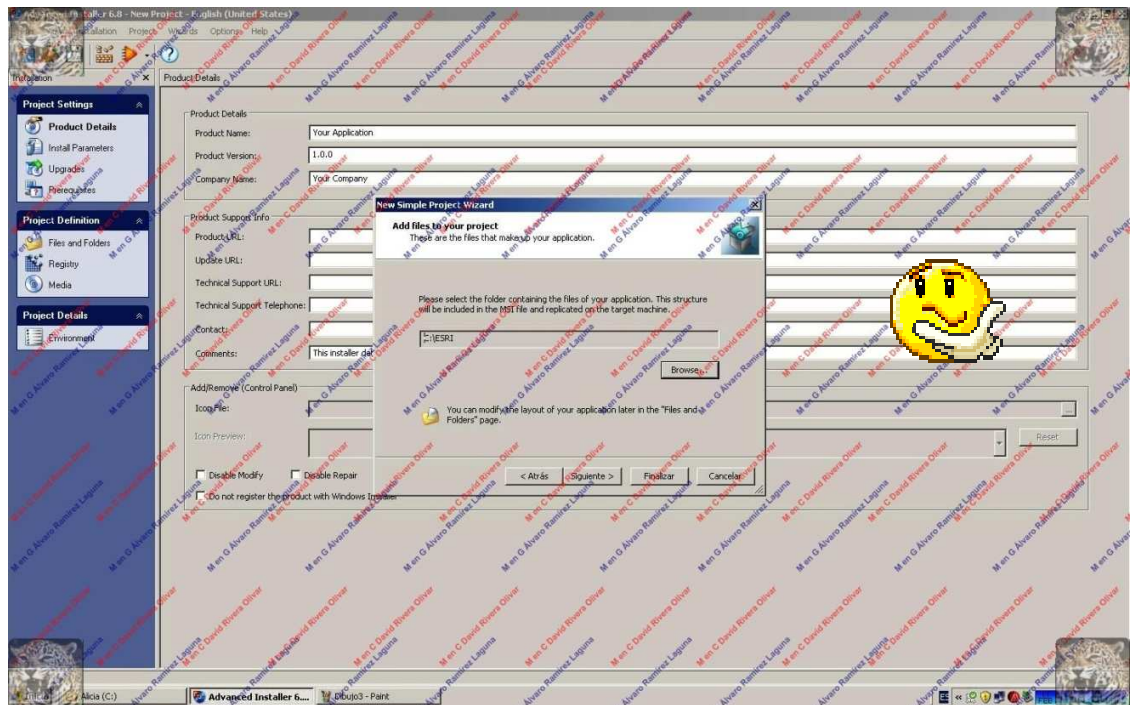 Advanced Installer 6.8 - New Project - English (United States)
Installation Project Wizards Options Help
Installation
Product Details
Project Settings
Product Details
Install Parameters
Upgrades
Prerequisites
Project Definition
Files and Folders
Registry
Media
Project Details
Environment
Product Details
Product Name: Your Application
Product Version: 1.0.0
Company Name: Your Company
Product Support Info
Product URL:
Update URL:
Technical Support URL:
Technical Support Telephone:
Contact:
Comments: This installer dat
Add/Remove (Control Panel)
Icon File:
...
Icon Preview:
Reset
Disable Modify Disable Repair
Do not register the product with Windows Installer
New Simple Project Wizard
Add files to your project
These are the files that make up your application.
Please select the folder containing the files of your application. This structure
will be included in the MSI file and replicated on the target machine.
C:\ESRI
Browse...
You can modify the layout of your application later in the "Files and
Folders" page.
< Atrás Siguiente > Finalizar Cancelar
Alicia (C:) Advanced Installer 6.... Dibujo3 - Paint ES «
M en C David Rivera Olivar
M en G Alvaro Ramirez Laguna